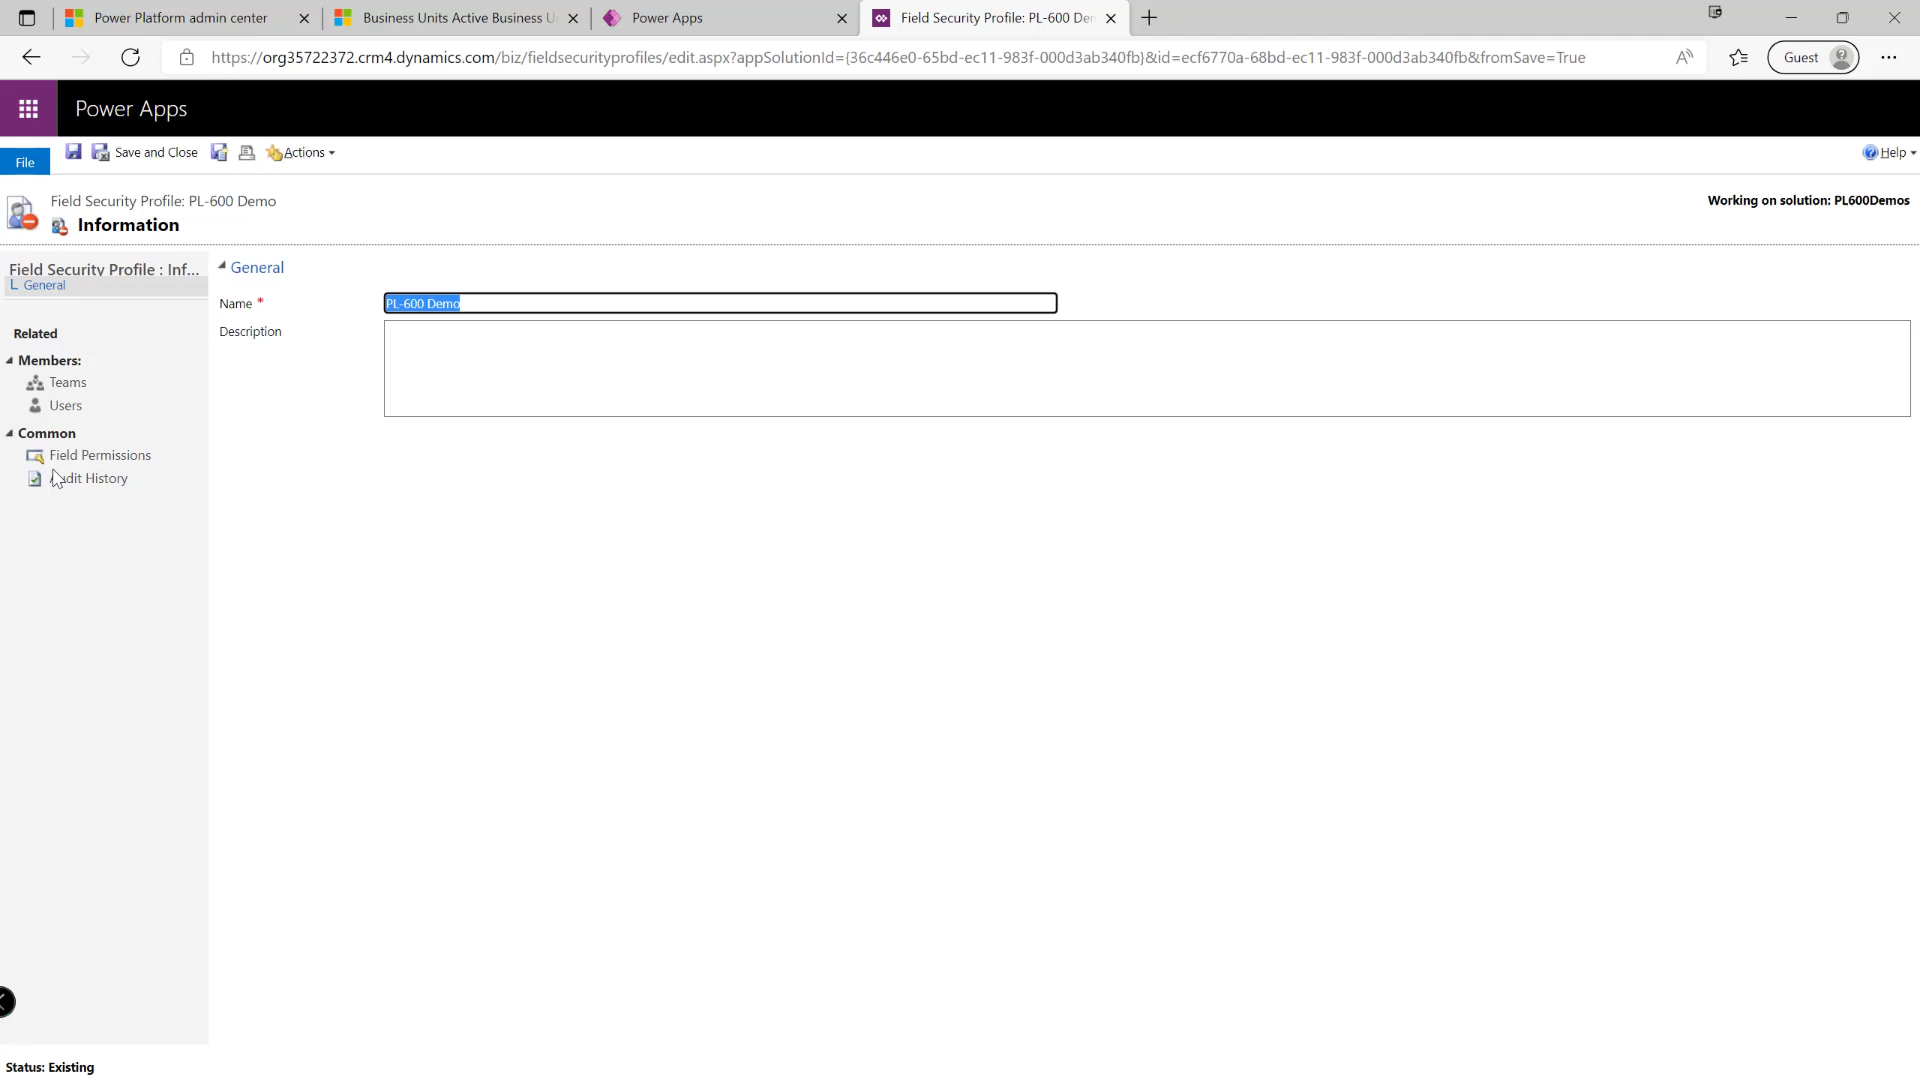 Power Platform admin center
Business Units Active Business U
Power Apps
Field Security Profile: PL-600 Der
https://org35722372.crm4.dynamics.com/biz/fieldsecurityprofiles/edit.aspx?appSolutionId={36c446e0-65bd-ec11-983f-000d3ab340fb}&id=ecf6770a-68bd-ec11-983f-000d3ab340fb&fromSave=True
Guest
Power Apps
File
Save and Close
Actions
Help
Field Security Profile: PL-600 Demo
Information
Working on solution: PL600Demos
Field Security Profile : Inf...
General
Related
Members:
Teams
Users
Common
Field Permissions
Audit History
General
Name *
PL-600 Demo
Description
Status: Existing